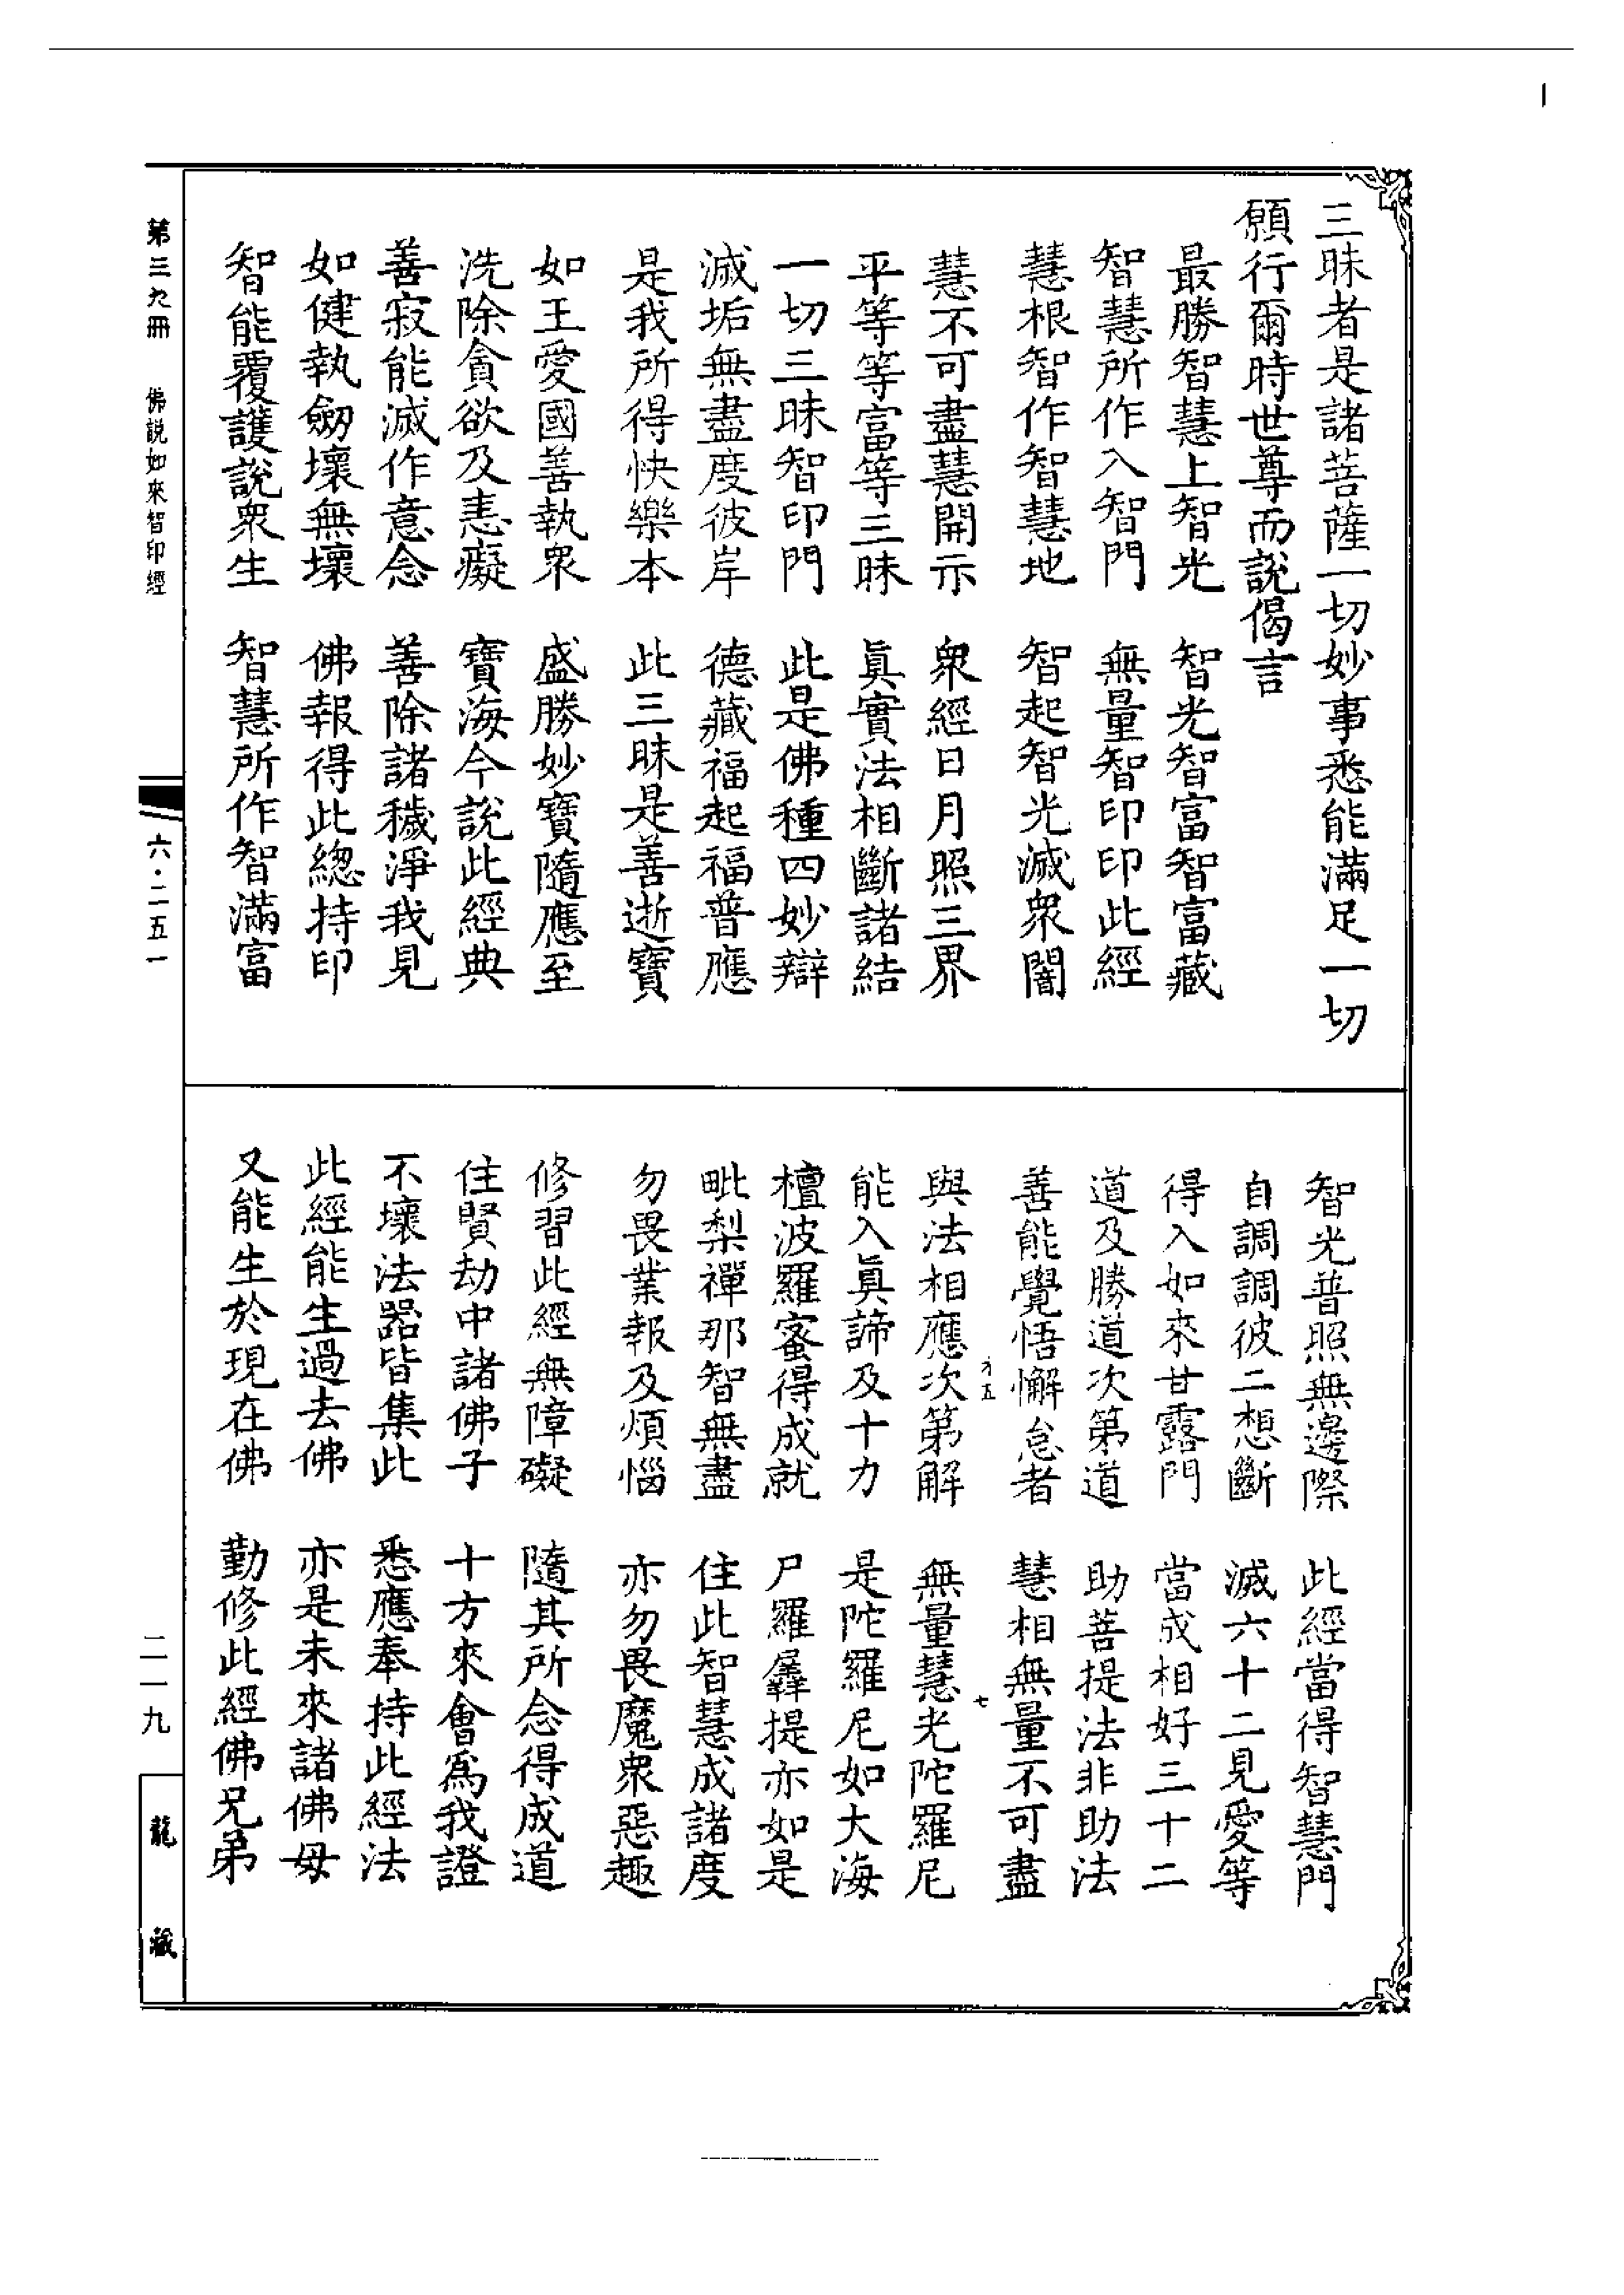 三昧者是諸菩薩一切妙事悉能滿足一切
願行爾時世尊而說偈言
最勝智慧上智光　智光智富智富藏
智慧所作入智門　無量智印印此經
慧根智作智慧地　智起智光滅衆闇
慧不可盡慧開示　衆經日月照三界
平等等富等三昧　眞實法相斷諸結
一切三昧智印門　此是佛種四妙辯
滅垢無盡度彼岸　德藏福起福普應
是我所得快樂本　此三昧是善逝寶
如王愛國善執衆　盛勝妙寶隨應至
洗除貪欲及恚癡　寶海今說此經典
善寂能滅作意念　善除諸穢淨我見
如健執劒壞無壞　佛報得此總持印
智能覆護說衆生　智慧所作智滿富
智光普照無邊際　此經當得智慧門
自調調彼二想斷　滅六十二見愛等
得入如來甘露門　當成相好三十二
道及勝道次第道　助菩提法非助法
善能覺悟懈怠者　慧相無量不可盡
與法相應次第解　無量慧光陀羅尼
能入眞諦及十力　是陀羅尼如大海
檀波羅蜜得成就　尸羅羼提亦如是
毗梨禪那智無盡　住此智慧成諸度
勿畏業報及煩惱　亦勿畏魔衆惡趣
修習此經無障礙　隨其所念得成道
住賢劫中諸佛子　十方來會爲我證
不壞法器皆集此　悉應奉持此經法
此經能生過去佛　亦是未來諸佛母
又能生於現在佛　勤修此經佛兄弟
五
七
第三九冊　佛說如來智印經
六·二五一
二一九
龍藏